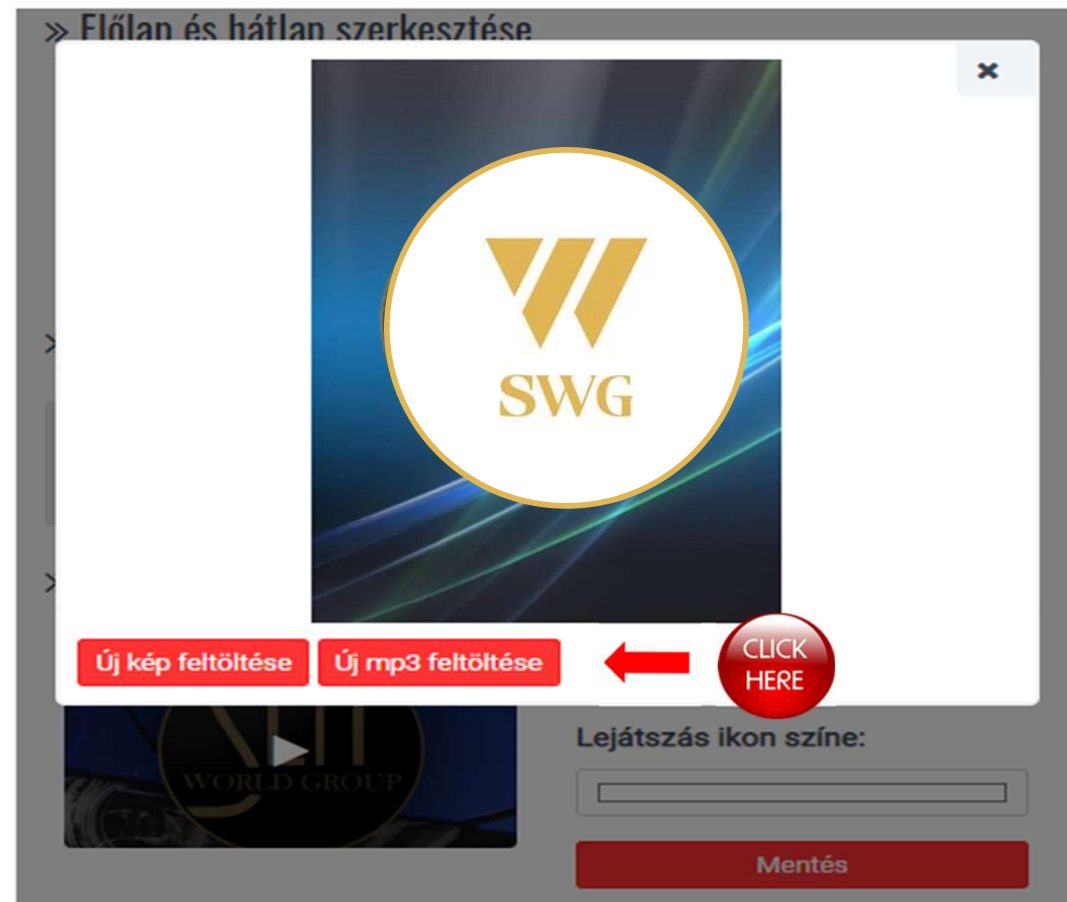 » Előlap és hátlap szerkesztése
SWG
Új kép feltöltése
Új mp3 feltöltése
CLICK
HERE
WORLD GROUP
Lejátszás ikon színe:
Mentés